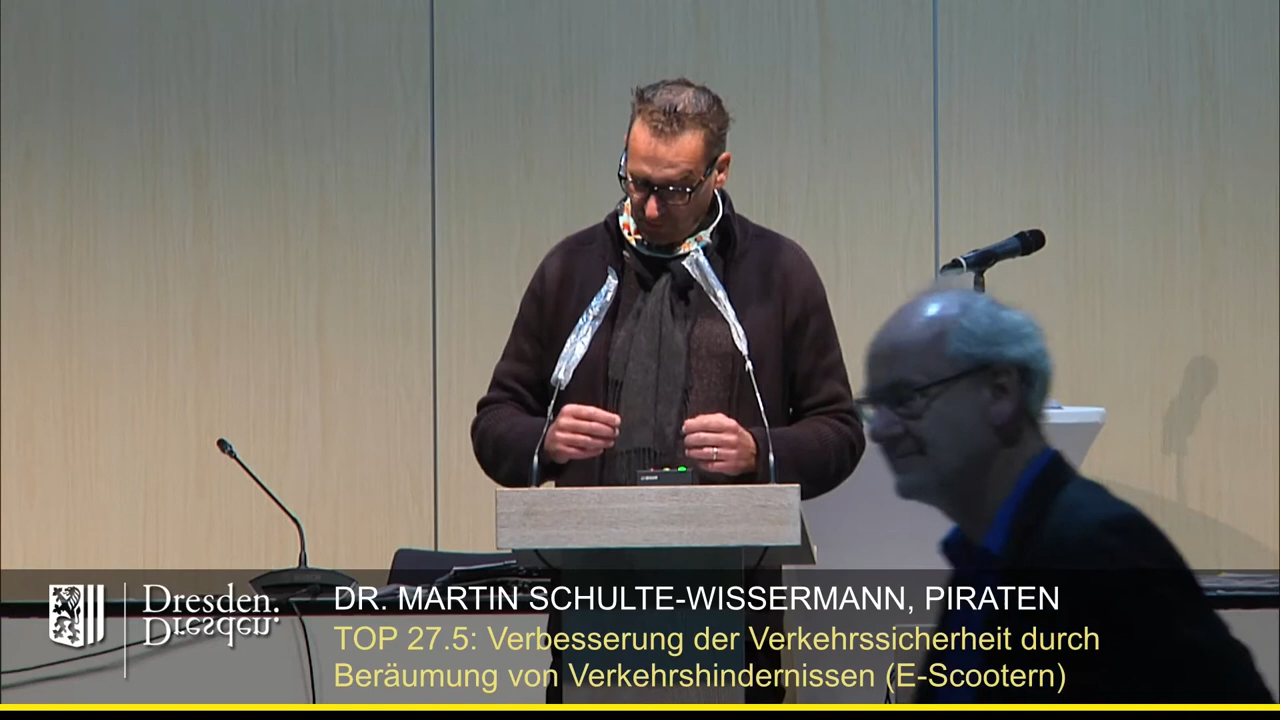 Dresden.
Dresden.
DR. MARTIN SCHULTE-WISSERMANN, PIRATEN
TOP 27.5: Verbesserung der Verkehrssicherheit durch
Beräumung von Verkehrshindernissen (E-Scootern)